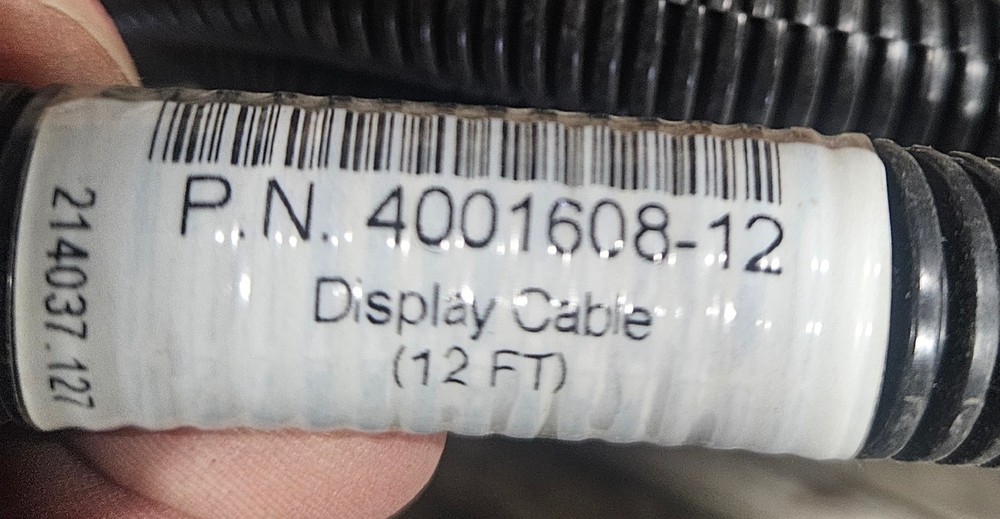 P.N. 4001608-12
Display Cable
(12 FT)
214037.127